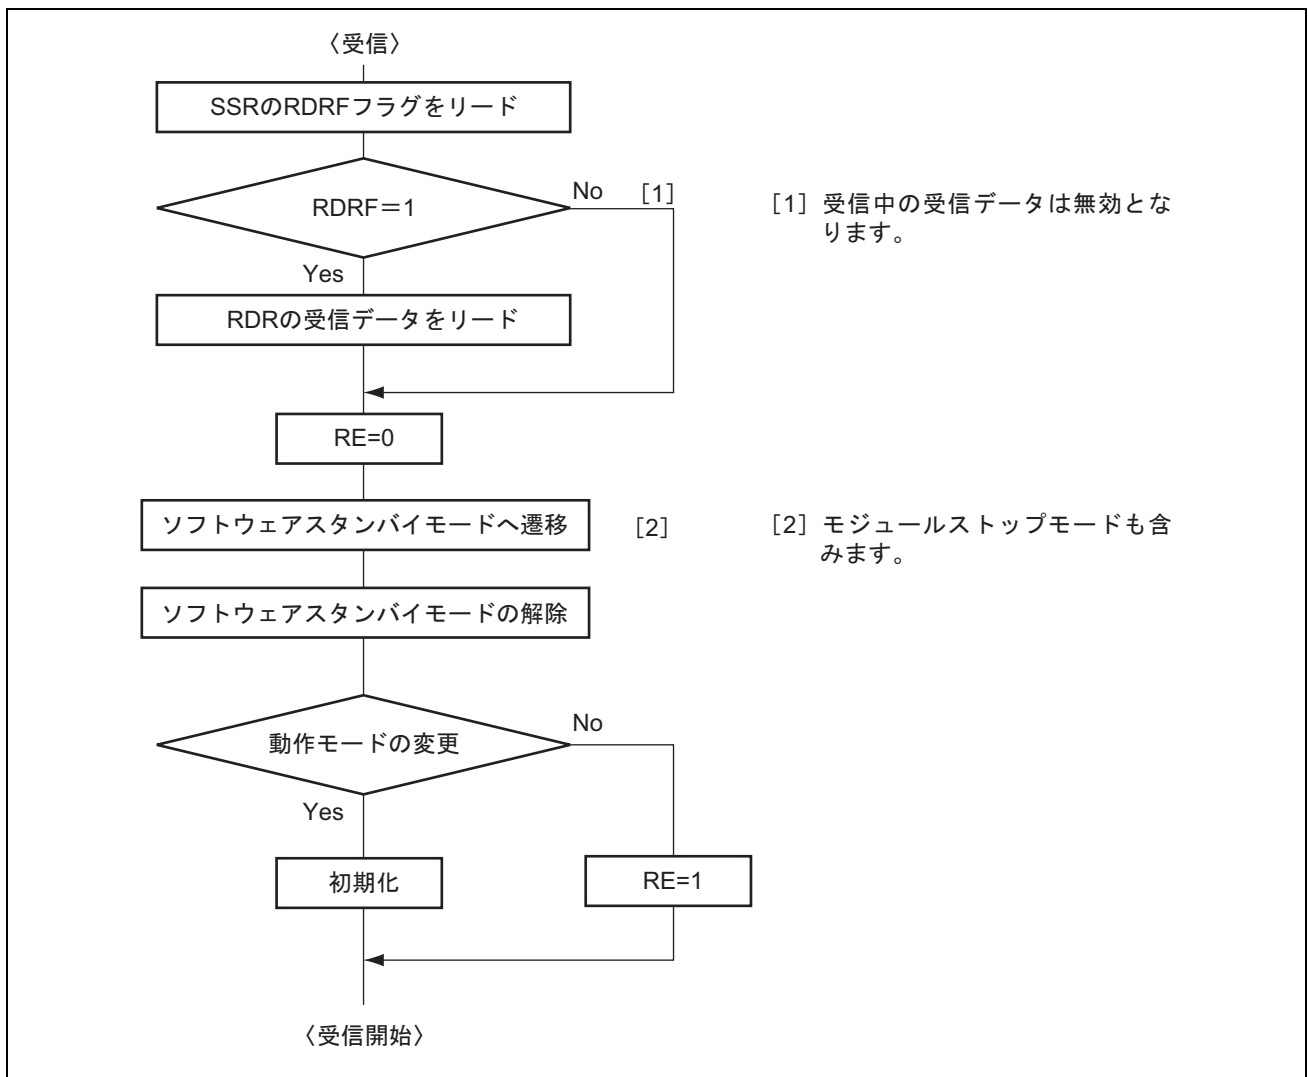 〈受信〉
SSRのRDRFフラグをリード
RDRF＝1
No
[1]
[1] 受信中の受信データは無効とな
ります。
Yes
RDRの受信データをリード
RE=0
ソフトウェアスタンバイモードへ遷移
[2]
[2] モジュールストップモードも含
みます。
ソフトウェアスタンバイモードの解除
動作モードの変更
No
Yes
初期化
RE=1
〈受信開始〉